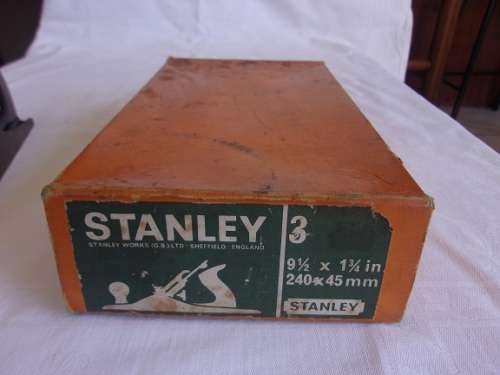 STANLEY
STANLEY WORKS (G.B.) LTD · SHEFFIELD · ENGLAND
3
9½ x 1¾ in
240 x 45 mm
STANLEY